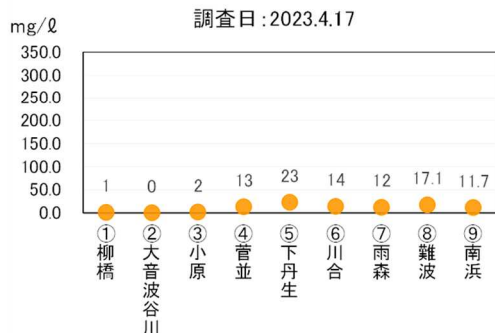 調査日:2023.4.17
mg/ℓ
350.0
300.0
250.0
200.0
150.0
100.0
50.0
0.0
1
0
2
13
23
14
12
17.1
11.7
①柳橋
②大音波谷川
③小原
④菅並
⑤下丹生
⑥川合
⑦雨森
⑧難波
⑨南浜